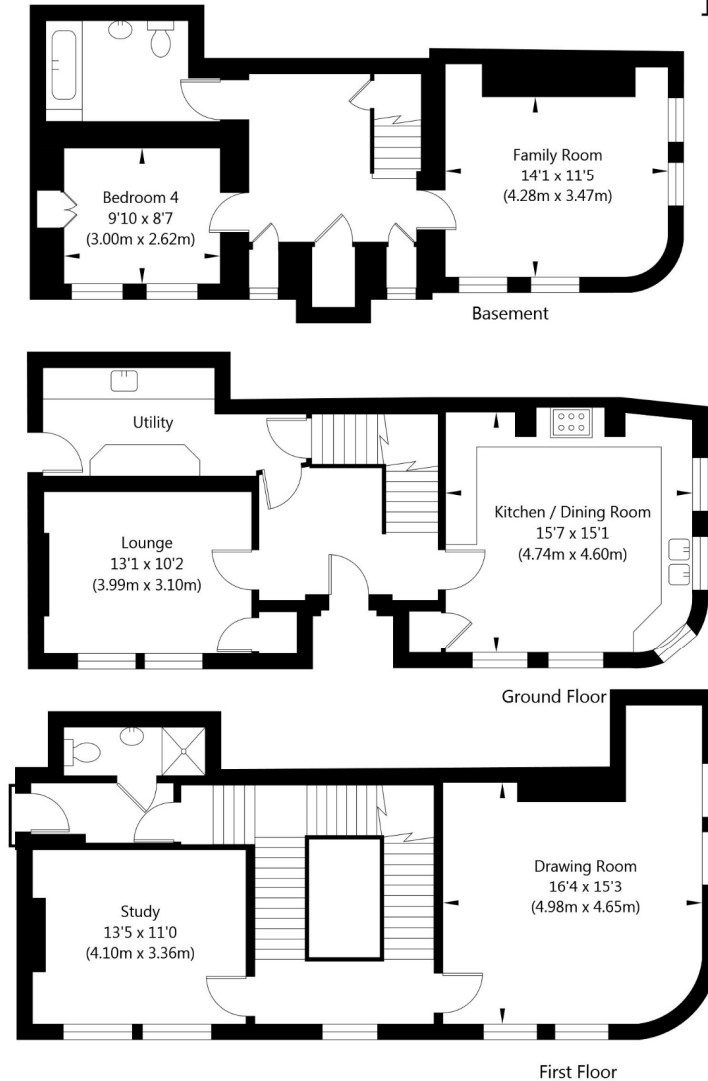 Family Room
14'1 x 11'5
(4.28m x 3.47m)
Bedroom 4
9'10 x 8'7
(3.00m x 2.62m)
Basement
Utility
Kitchen / Dining Room
15'7 x 15'1
(4.74m x 4.60m)
Lounge
13'1 x 10'2
(3.99m x 3.10m)
Ground Floor
Drawing Room
16'4 x 15'3
(4.98m x 4.65m)
Study
13'5 x 11'0
(4.10m x 3.36m)
First Floor